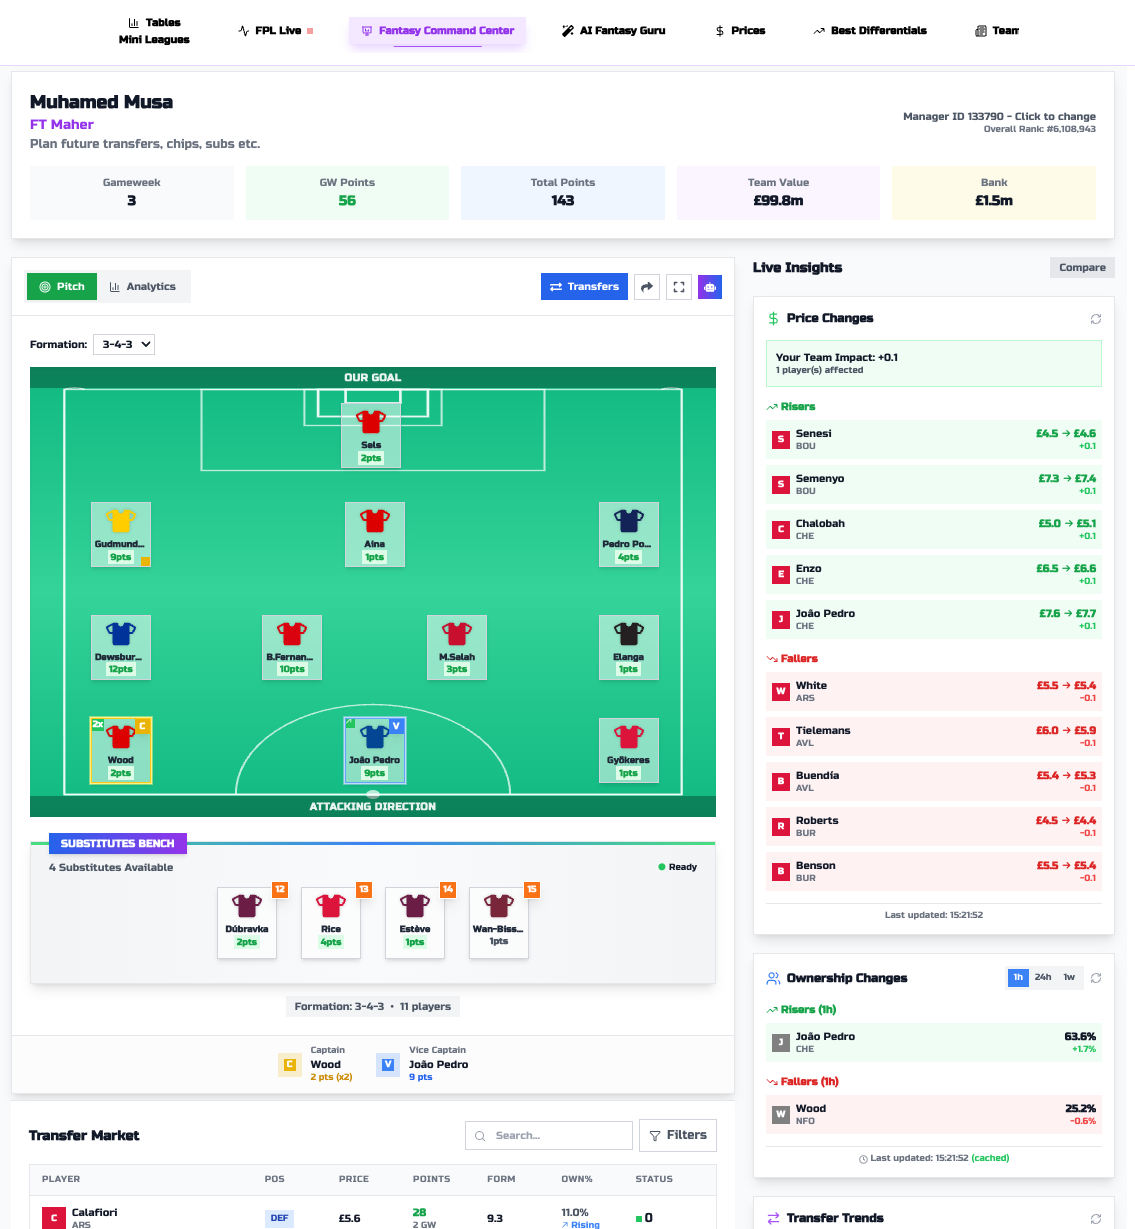 Tables
Mini Leagues
FPL Live
Fantasy Command Center
AI Fantasy Guru
Prices
Best Differentials
Team
Muhamed Musa
FT Maher
Plan future transfers, chips, subs etc.
Manager ID 133790 - Click to change
Overall Rank: #6,108,943
Gameweek
3
GW Points
56
Total Points
143
Team Value
£99.8m
Bank
£1.5m
Pitch
Analytics
Transfers
Formation: 3-4-3
OUR GOAL
Sels
2pts
Gudmund...
9pts
Aina
1pts
Pedro Po...
4pts
Dewsbur...
12pts
B.Fernan...
10pts
M.Salah
3pts
Elanga
1pts
2x C
Wood
2pts
V
João Pedro
9pts
Gyökeres
1pts
ATTACKING DIRECTION
SUBSTITUTES BENCH
4 Substitutes Available
Ready
12
Dúbravka
2pts
13
Rice
4pts
14
Estève
1pts
15
Wan-Biss...
1pts
Formation: 3-4-3 • 11 players
C
Captain
Wood
2 pts (x2)
V
Vice Captain
João Pedro
9 pts
Transfer Market
Search...
Filters
PLAYER POS PRICE POINTS FORM OWN% STATUS
C
Calafiori
ARS
DEF
£5.6
28
2 GW
9.3
11.0%
Rising
0
Live Insights
Compare
Price Changes
Your Team Impact: +0.1
1 player(s) affected
Risers
S
Senesi
BOU
£4.5 → £4.6
+0.1
S
Semenyo
BOU
£7.3 → £7.4
+0.1
C
Chalobah
CHE
£5.0 → £5.1
+0.1
E
Enzo
CHE
£6.5 → £6.6
+0.1
J
João Pedro
CHE
£7.6 → £7.7
+0.1
Fallers
W
White
ARS
£5.5 → £5.4
-0.1
T
Tielemans
AVL
£6.0 → £5.9
-0.1
B
Buendía
AVL
£5.4 → £5.3
-0.1
R
Roberts
BUR
£4.5 → £4.4
-0.1
B
Benson
BUR
£5.5 → £5.4
-0.1
Last updated: 15:21:52
Ownership Changes
1h 24h 1w
Risers (1h)
J
João Pedro
CHE
63.6%
+1.7%
Fallers (1h)
W
Wood
NFO
25.2%
-0.6%
Last updated: 15:21:52 (cached)
Transfer Trends